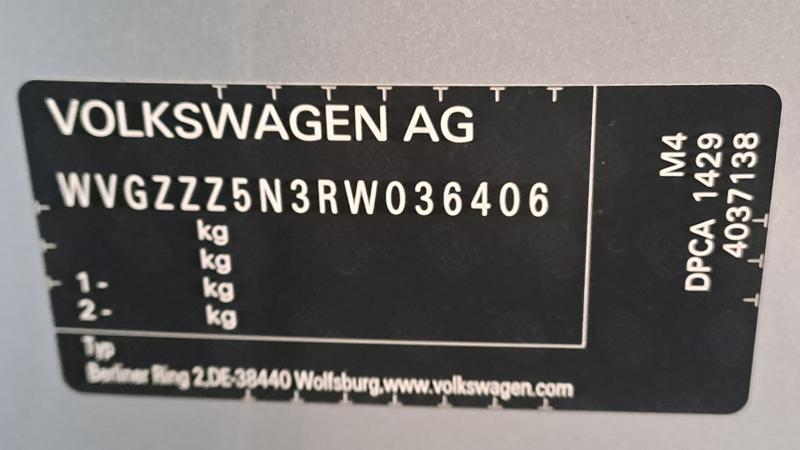 VOLKSWAGEN AG
WVGZZZ5N3RW036406
kg
kg
1- kg
2- kg
Typ
Berliner Ring 2,DE-38440 Wolfsburg,www.volkswagen.com
M4
DPCA 1429
4037138